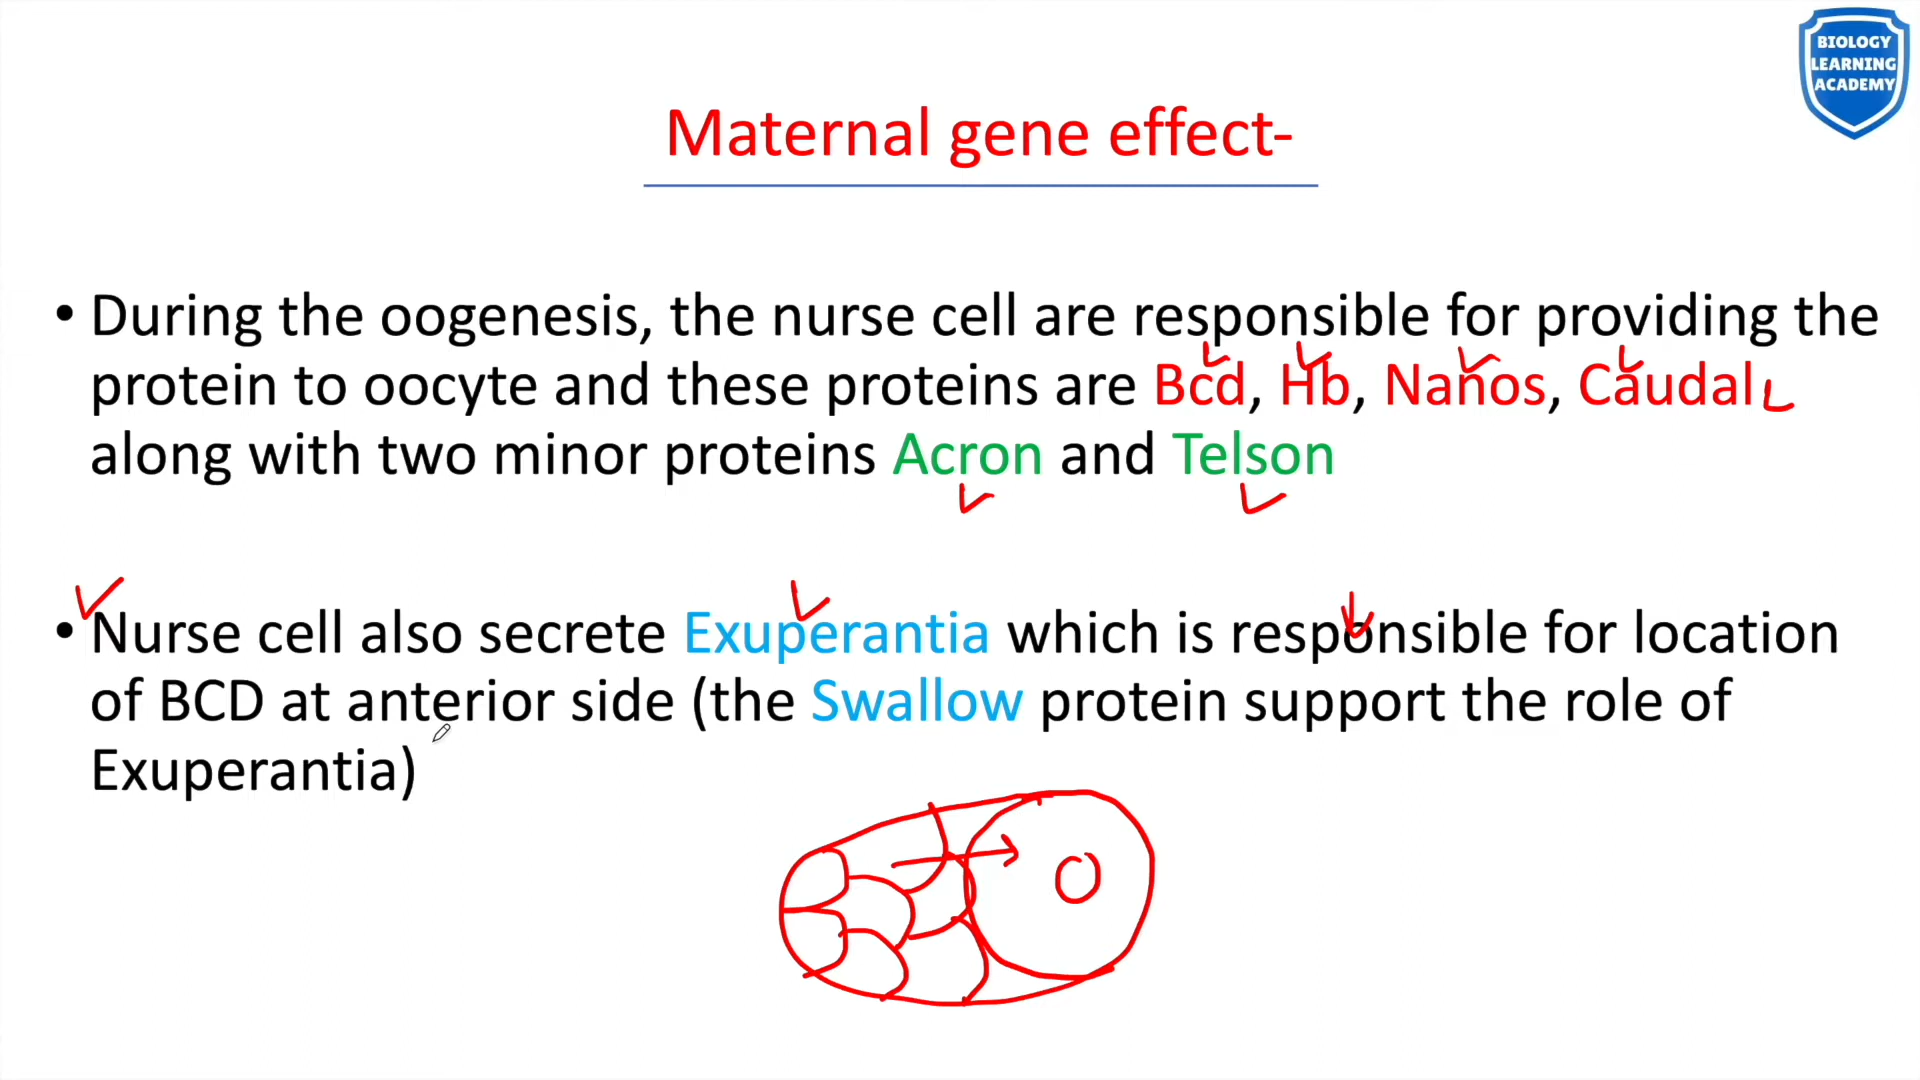 BIOLOGY
LEARNING
ACADEMY
Maternal gene effect-
• During the oogenesis, the nurse cell are responsible for providing the
protein to oocyte and these proteins are Bcd, Hb, Nanos, Caudal
along with two minor proteins Acron and Telson
• Nurse cell also secrete Exuperantia which is responsible for location
of BCD at anterior side (the Swallow protein support the role of
Exuperantia)